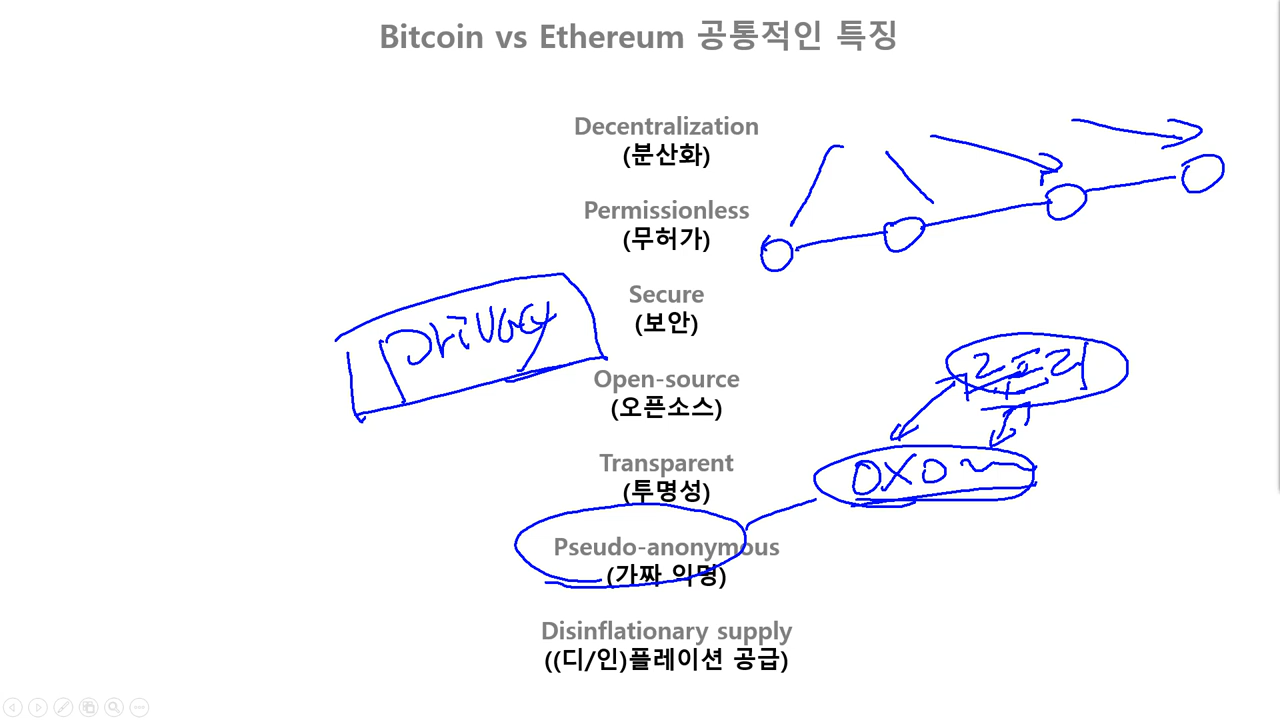 Bitcoin vs Ethereum 공통적인 특징
Decentralization
(분산화)
Permissionless
(무허가)
Secure
(보안)
privacy
Open-source
(오픈소스)
Transparent
(투명성)
0x0
Pseudo-anonymous
(가짜 익명)
Disinflationary supply
((디/인)플레이션 공급)